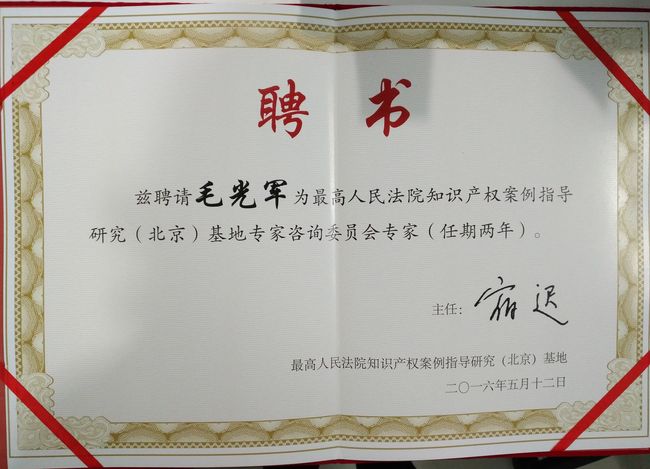 聘书
兹聘请毛光军为最高人民法院知识产权案例指导
研究（北京）基地专家咨询委员会专家（任期两年）。
主任：宿迟
最高人民法院知识产权案例指导研究（北京）基地
二〇一六年五月十二日